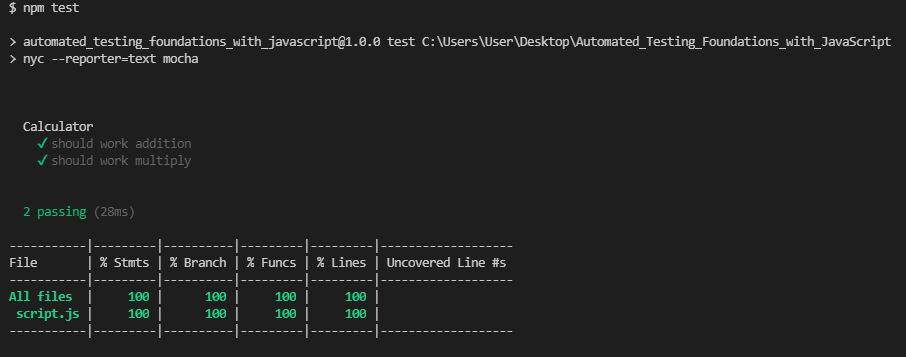 $ npm test
> automated_testing_foundations_with_javascript@1.0.0 test C:\Users\User\Desktop\Automated_Testing_Foundations_with_JavaScript
> nyc --reporter=text mocha
Calculator
✓ should work addition
✓ should work multiply
2 passing (28ms)
-----------|---------|----------|---------|---------|-------------------
File       | % Stmts | % Branch | % Funcs | % Lines | Uncovered Line #s
-----------|---------|----------|---------|---------|-------------------
All files  |     100 |      100 |     100 |     100 |
 script.js |     100 |      100 |     100 |     100 |
-----------|---------|----------|---------|---------|-------------------